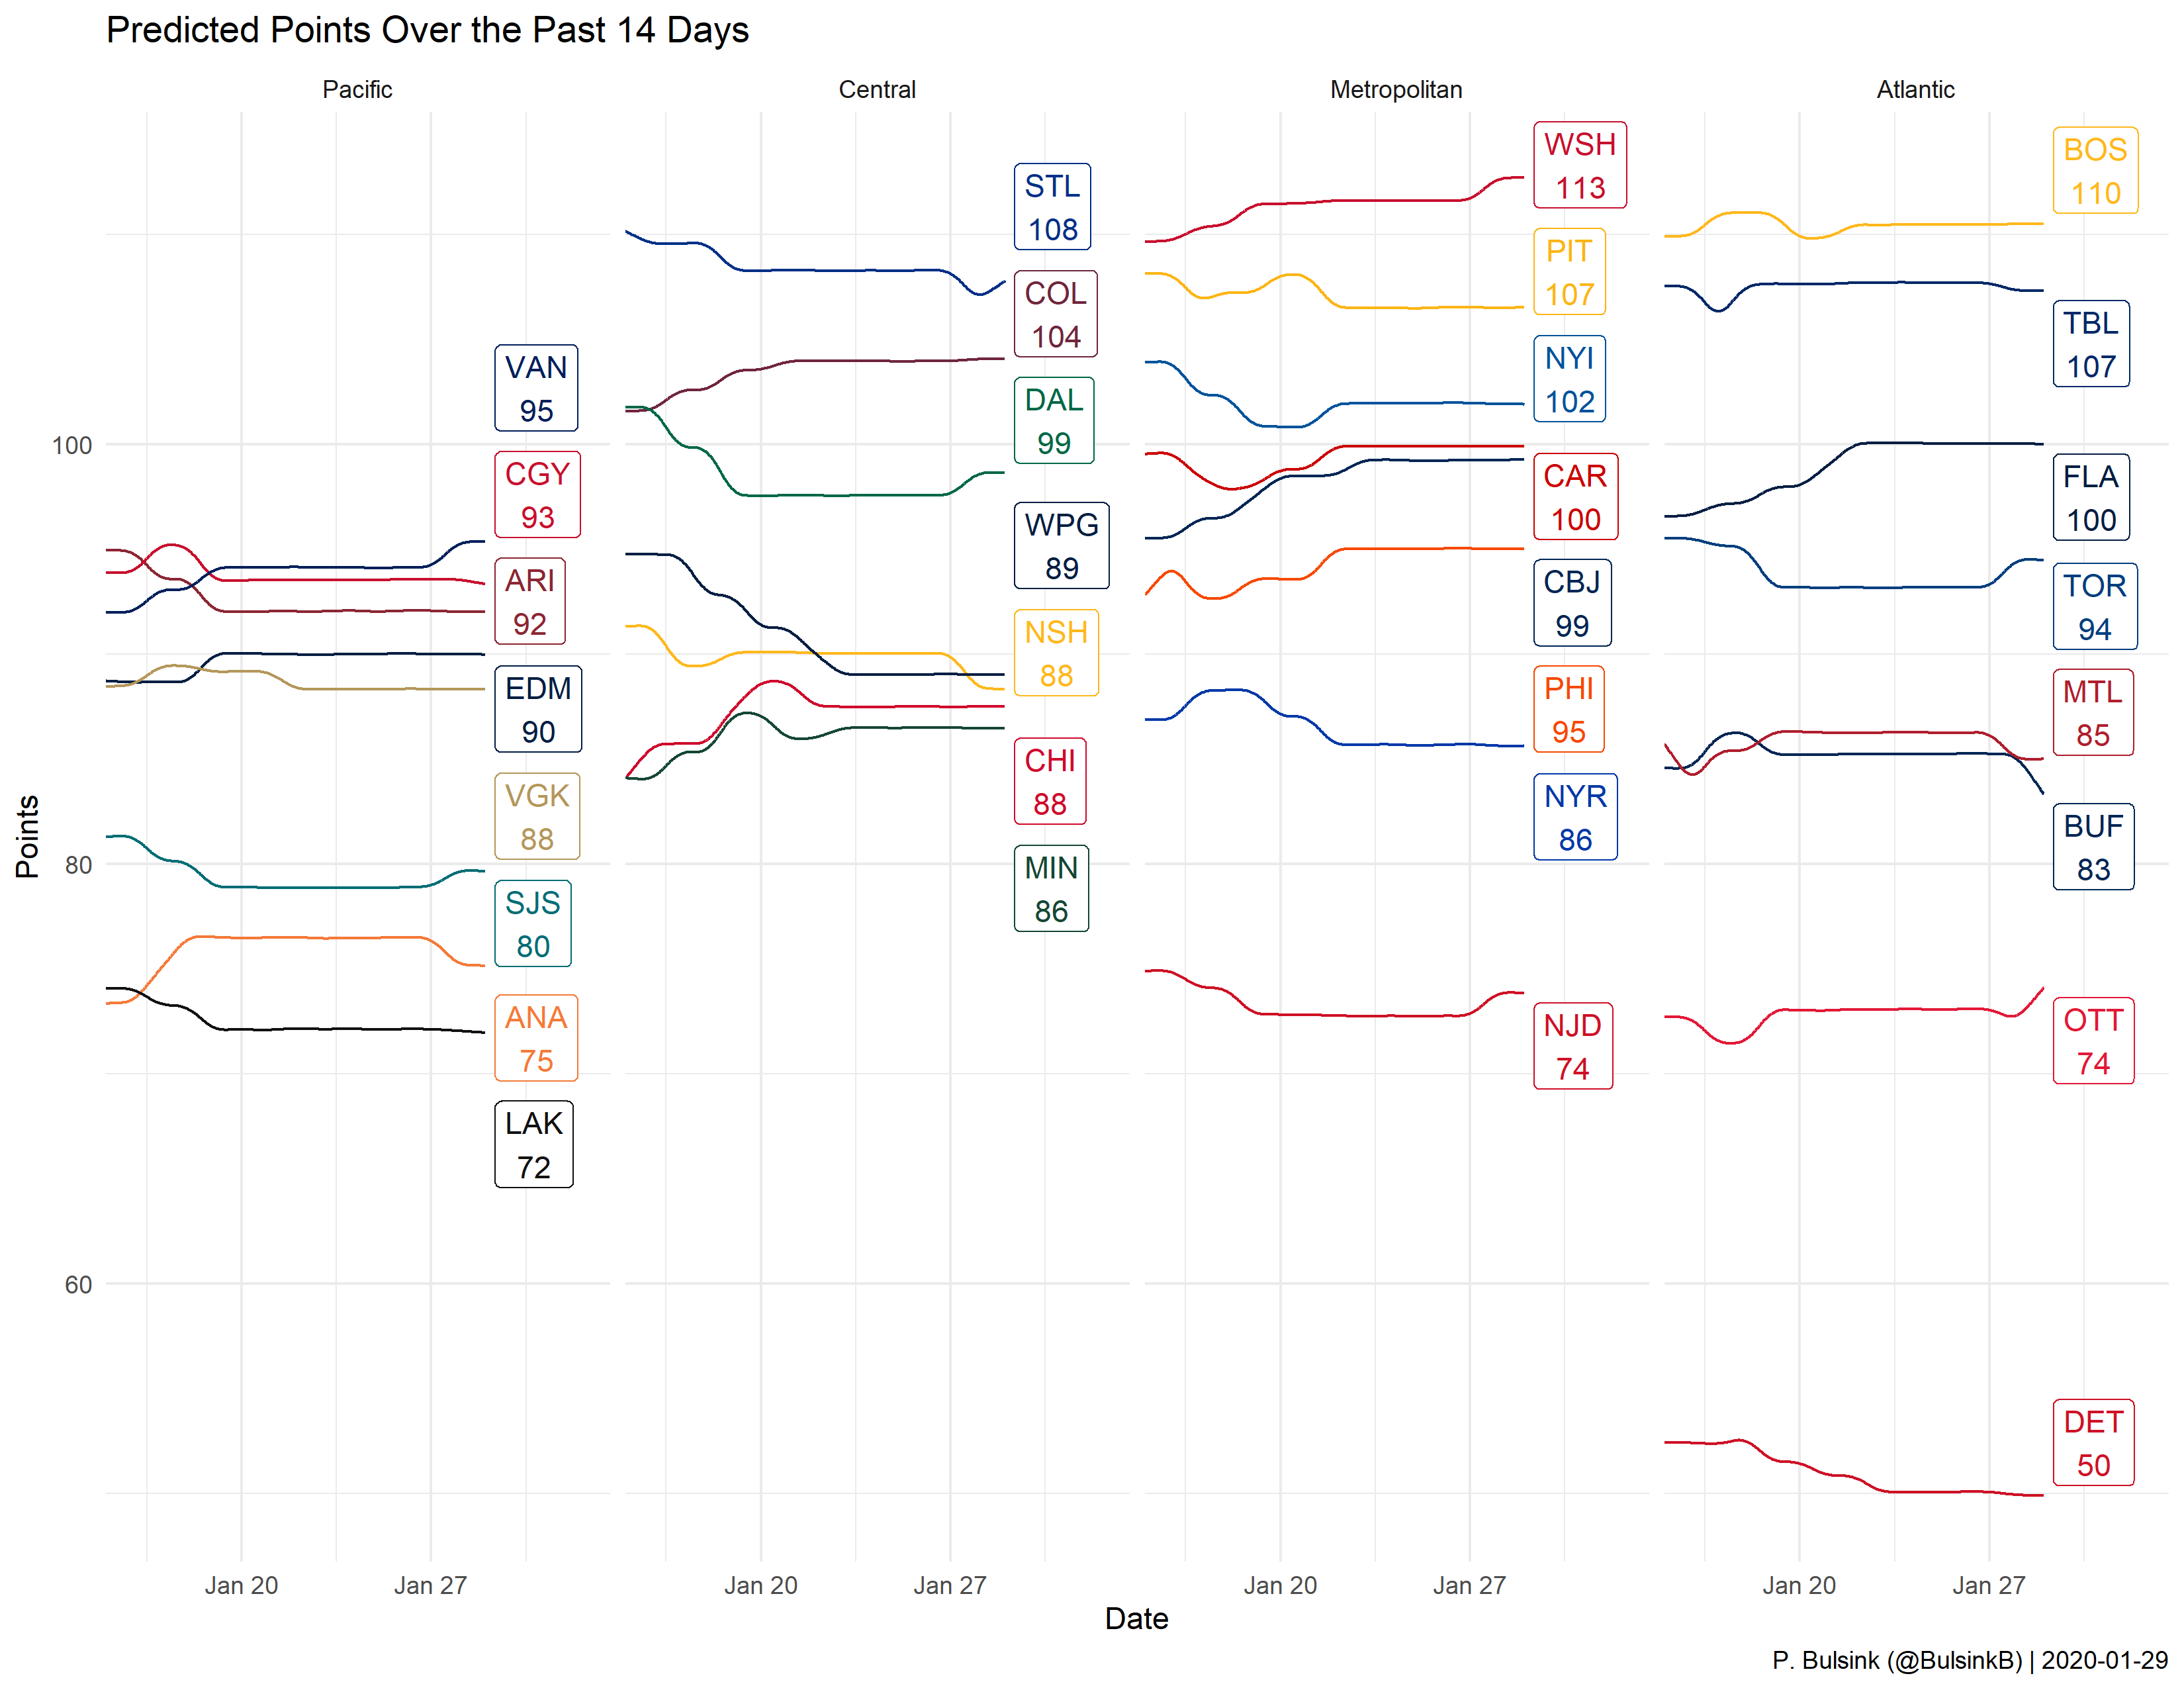 Predicted Points Over the Past 14 Days
Pacific
Central
Metropolitan
Atlantic
Points
100
80
60
VAN
95
CGY
93
ARI
92
EDM
90
VGK
88
SJS
80
ANA
75
LAK
72
STL
108
COL
104
DAL
99
WPG
89
NSH
88
CHI
88
MIN
86
WSH
113
PIT
107
NYI
102
CAR
100
CBJ
99
PHI
95
NYR
86
NJD
74
BOS
110
TBL
107
FLA
100
TOR
94
MTL
85
BUF
83
OTT
74
DET
50
Jan 20
Jan 27
Jan 20
Jan 27
Jan 20
Jan 27
Jan 20
Jan 27
Date
P. Bulsink (@BulsinkB) | 2020-01-29